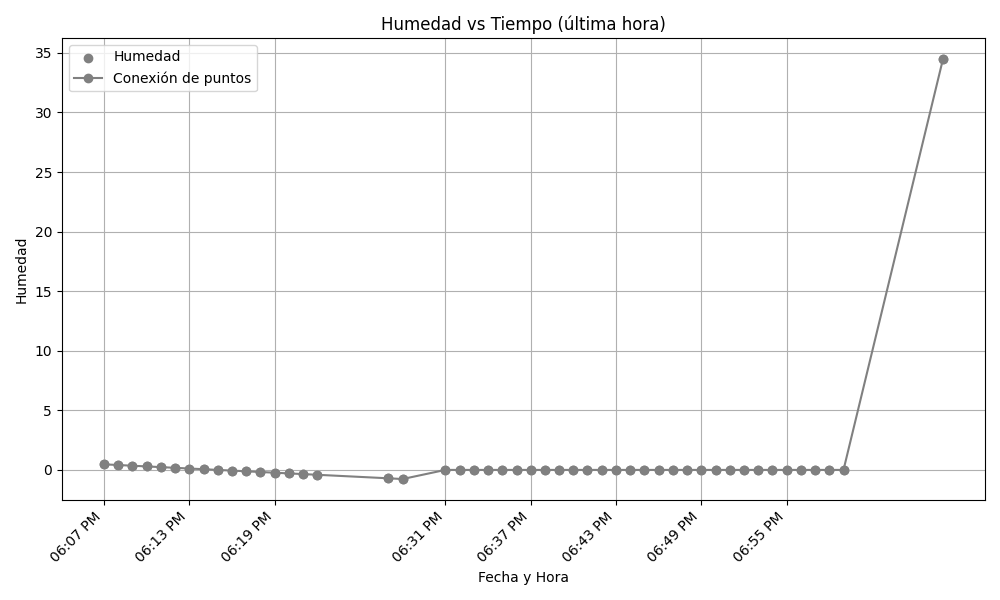 Humedad vs Tiempo (última hora)
Humedad
Conexión de puntos
Humedad
35
30
25
20
15
10
5
0
06:07 PM
06:13 PM
06:19 PM
06:31 PM
06:37 PM
06:43 PM
06:49 PM
06:55 PM
Fecha y Hora